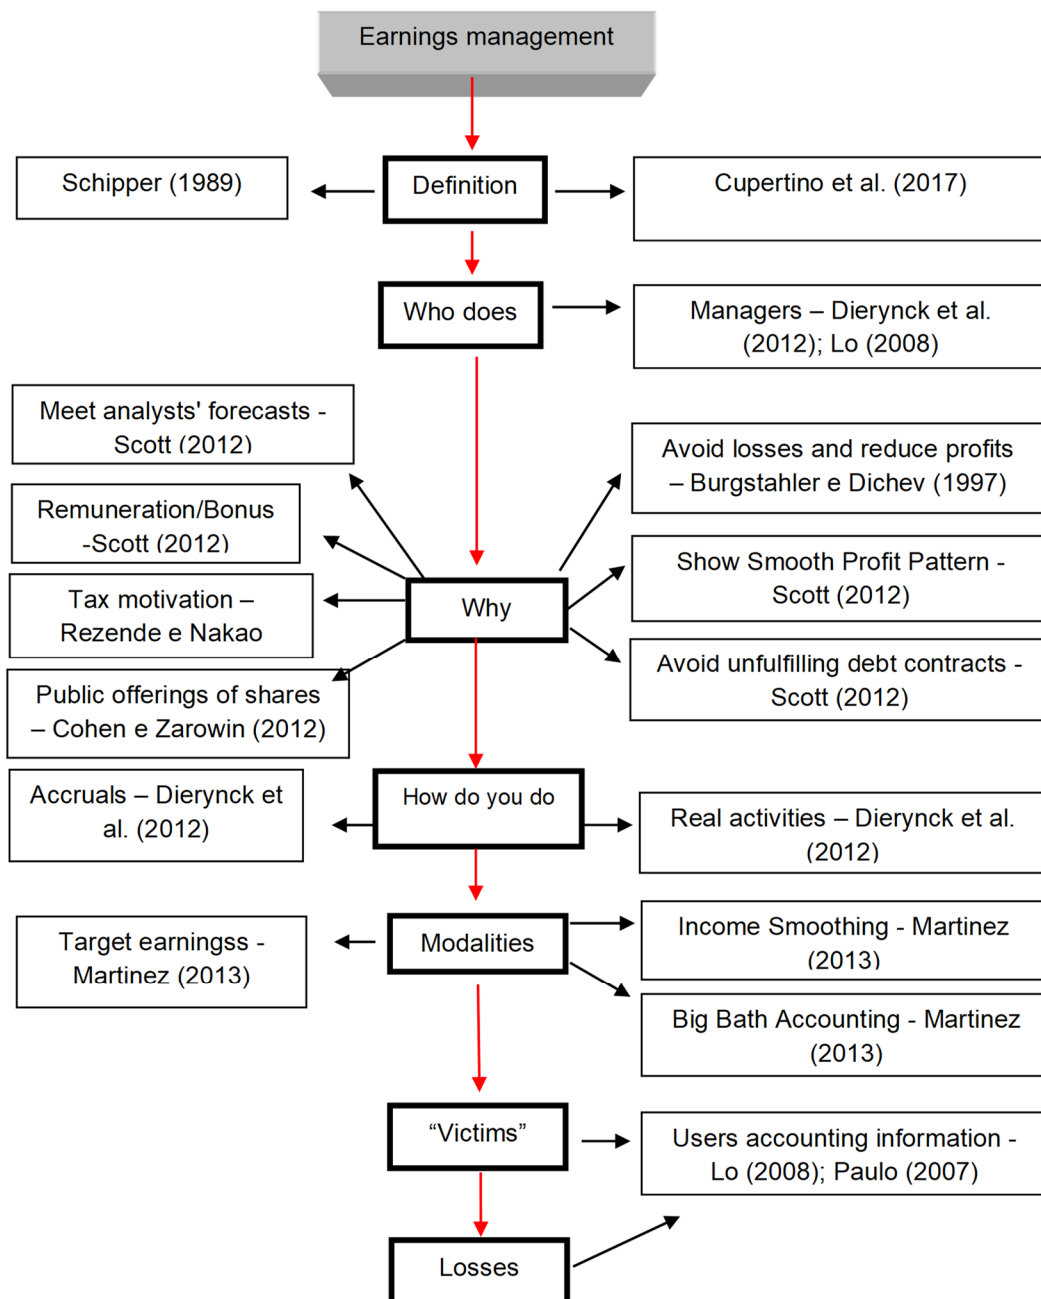 Earnings management
Schipper (1989)
Definition
Cupertino et al. (2017)
Who does
Managers – Dierynck et al.
(2012); Lo (2008)
Meet analysts' forecasts -
Scott (2012)
Avoid losses and reduce profits
– Burgstahler e Dichev (1997)
Remuneration/Bonus
-Scott (2012)
Show Smooth Profit Pattern -
Scott (2012)
Tax motivation –
Rezende e Nakao
Why
Avoid unfulfilling debt contracts -
Scott (2012)
Public offerings of shares
– Cohen e Zarowin (2012)
Accruals – Dierynck et
al. (2012)
How do you do
Real activities – Dierynck et al.
(2012)
Target earningss -
Martinez (2013)
Modalities
Income Smoothing - Martinez
(2013)
Big Bath Accounting - Martinez
(2013)
“Victims”
Users accounting information -
Lo (2008); Paulo (2007)
Losses